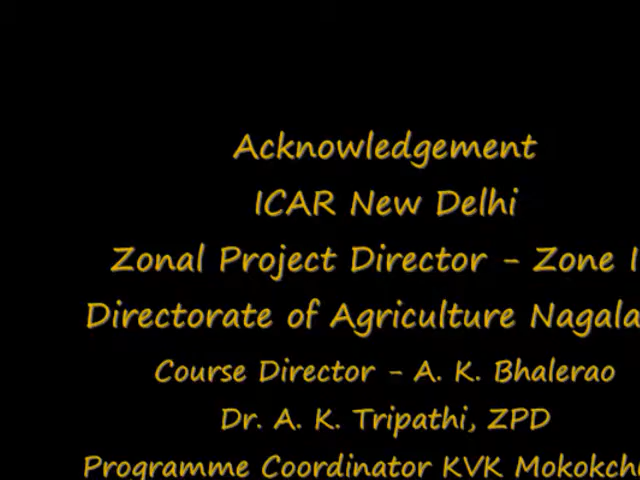 Acknowledgement
ICAR New Delhi
Zonal Project Director - Zone I
Directorate of Agriculture Nagala
Course Director - A. K. Bhalerao
Dr. A. K. Tripathi, ZPD
Programme Coordinator KVK Mokokch